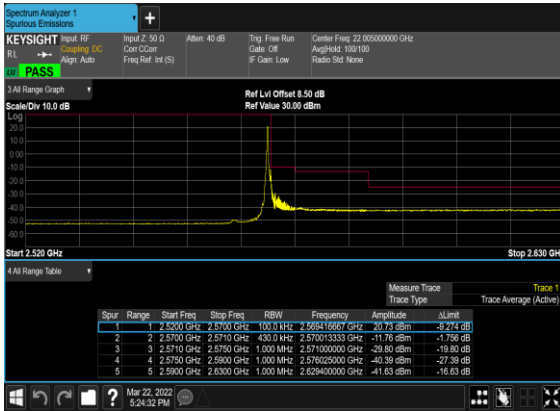 Spectrum Analyzer 1
Spurious Emissions
KEYSIGHT Input: RF Input Z: 50 Ω Atten: 40 dB Trig: Free Run Center Freq: 22.005000000 GHz
RL Coupling: DC Corr CCorr Gate: Off Avg|Hold: 100/100
Align: Auto Freq Ref: Int (S) IF Gain: Low Radio Std: None
PASS
3 All Range Graph
Ref Lvl Offset 8.50 dB
Scale/Div 10.0 dB Ref Value 30.00 dBm
Log
20.0
10.0
0.00
-10.0
-20.0
-30.0
-40.0
-50.0
-60.0
Start 2.520 GHz Stop 2.630 GH
4 All Range Table
Measure Trace Trace 1
Trace Type Trace Average (Active)
Spur Range Start Freq Stop Freq RBW Frequency Amplitude ΔLimit
1 1 2.5200 GHz 2.5700 GHz 100.0 kHz 2.569416667 GHz 20.73 dBm -9.274 dB
2 2 2.5700 GHz 2.5710 GHz 430.0 kHz 2.570013333 GHz -11.76 dBm -1.756 dB
3 3 2.5710 GHz 2.5750 GHz 1.000 MHz 2.571000000 GHz -29.80 dBm -19.80 dB
4 4 2.5750 GHz 2.5900 GHz 1.000 MHz 2.576025000 GHz -40.39 dBm -27.39 dB
5 5 2.5900 GHz 2.6300 GHz 1.000 MHz 2.629400000 GHz -41.63 dBm -16.63 dB
? Mar 22, 2022
5:24:32 PM